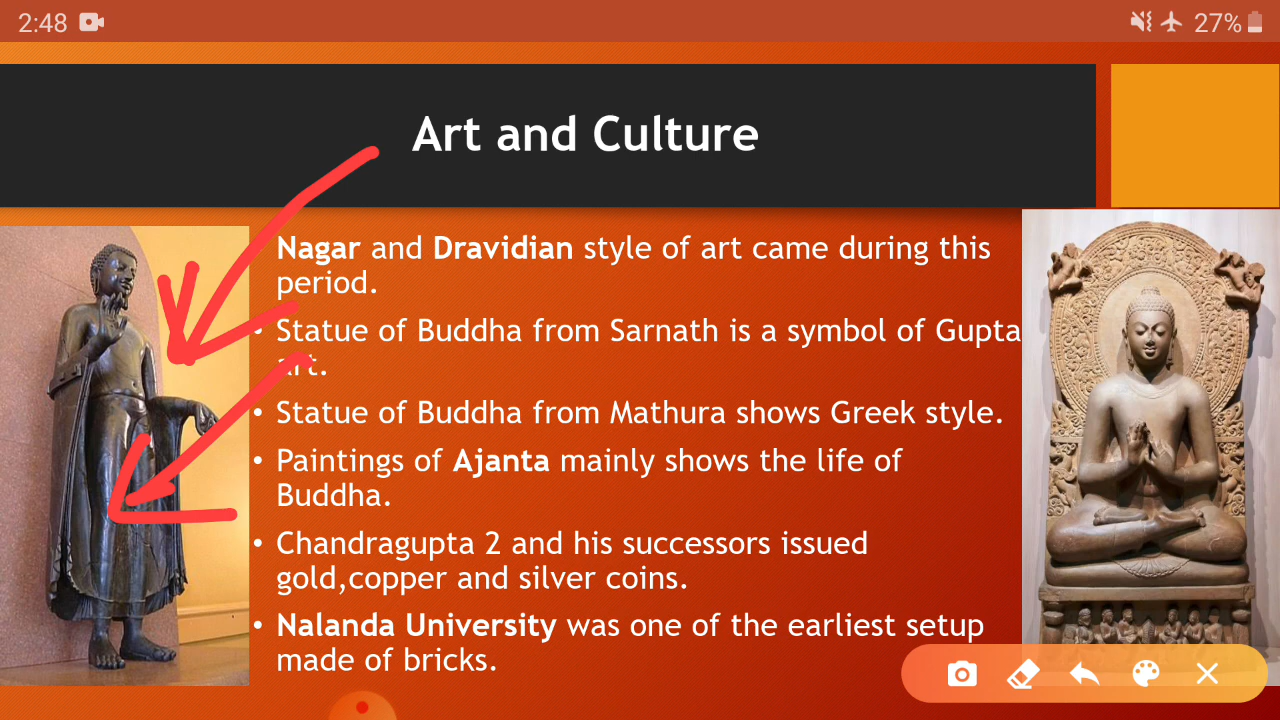 2:48
27%
Art and Culture
Nagar and Dravidian style of art came during this
period.
• Statue of Buddha from Sarnath is a symbol of Gupta
art.
• Statue of Buddha from Mathura shows Greek style.
• Paintings of Ajanta mainly shows the life of
Buddha.
• Chandragupta 2 and his successors issued
gold,copper and silver coins.
• Nalanda University was one of the earliest setup
made of bricks.